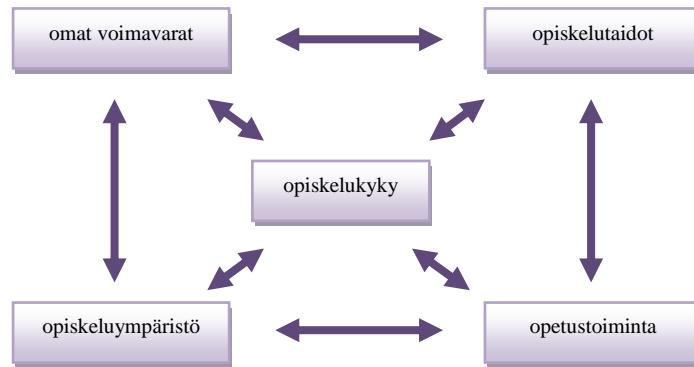 omat voimavarat
opiskelutaidot
opiskelukyky
opiskeluympäristö
opetustoiminta